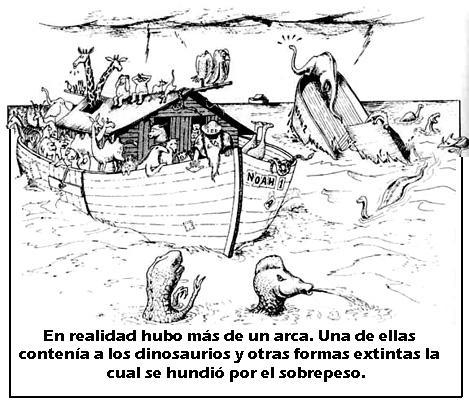 NOAH I
En realidad hubo más de un arca. Una de ellas
contenía a los dinosaurios y otras formas extintas la
cual se hundió por el sobrepeso.